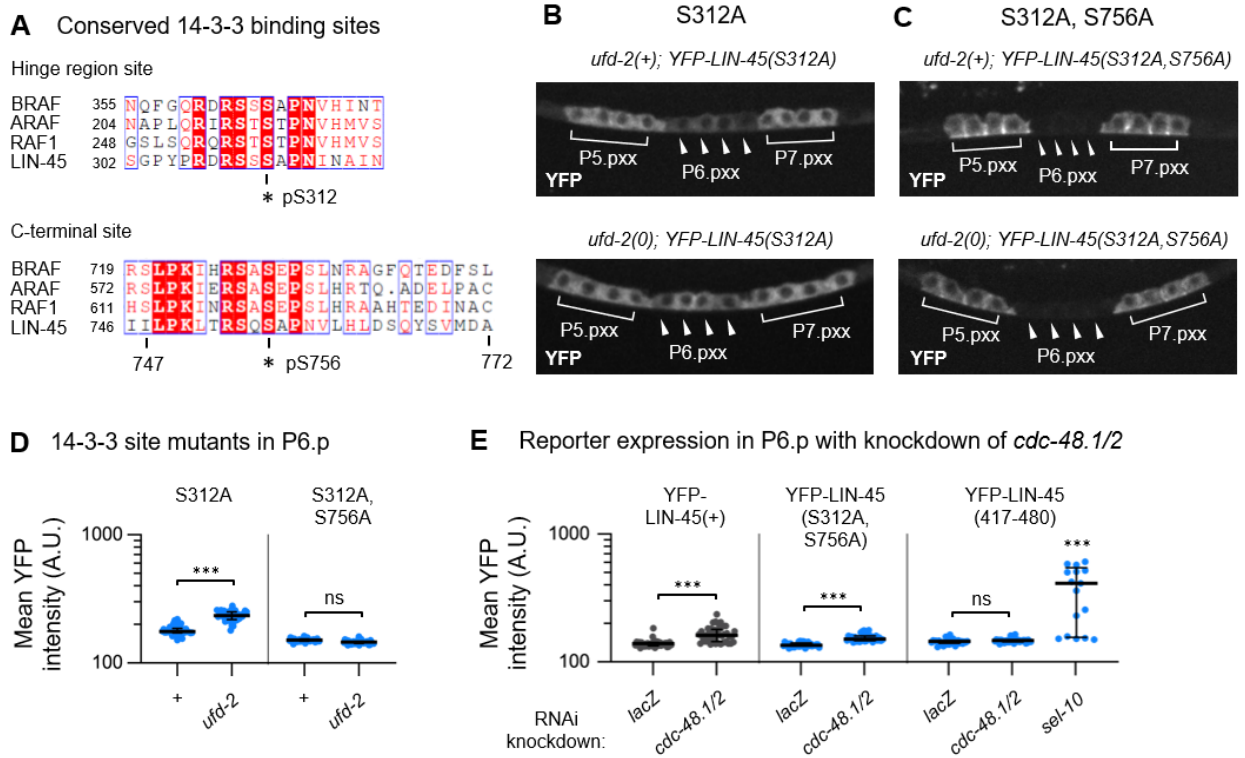 A Conserved 14-3-3 binding sites
Hinge region site
BRAF 355 NQFGQRDRSSSAPNVHINT
ARAF 204 NAPLQRIRSTSTPNVHMVS
RAF1 248 GSLSQRQRSTSTPNVHMVS
LIN-45 302 SGPYPRDRSSSAPNINAIN
* pS312
C-terminal site
BRAF 719 RSLPKIHRSASEPSLNRAGFQTEDFSL
ARAF 572 RSLPKIERSASEPSLHRTQ.ADELPAC
RAF1 611 HSLPKIHRSASEPSLHRAAHTEDINAC
LIN-45 746 IILPKLTRSQSAPNVLHLDSQYSVMDA
747 * pS756 772
B S312A
ufd-2(+); YFP-LIN-45(S312A)
P5.pxx P6.pxx P7.pxx
YFP
ufd-2(0); YFP-LIN-45(S312A)
P5.pxx P6.pxx P7.pxx
YFP
C S312A, S756A
ufd-2(+); YFP-LIN-45(S312A,S756A)
P5.pxx P6.pxx P7.pxx
YFP
ufd-2(0); YFP-LIN-45(S312A,S756A)
P5.pxx P6.pxx P7.pxx
YFP
D 14-3-3 site mutants in P6.p
S312A
S312A,
S756A
Mean YFP
intensity (A.U.)
1000
100
***
ns
+ ufd-2 + ufd-2
E Reporter expression in P6.p with knockdown of cdc-48.1/2
YFP-
LIN-45(+)
YFP-LIN-45
(S312A,
S756A)
YFP-LIN-45
(417-480)
Mean YFP
intensity (A.U.)
1000
100
***
***
ns
***
RNAi
knockdown:
lacZ cdc-48.1/2 lacZ cdc-48.1/2 lacZ cdc-48.1/2 sel-10